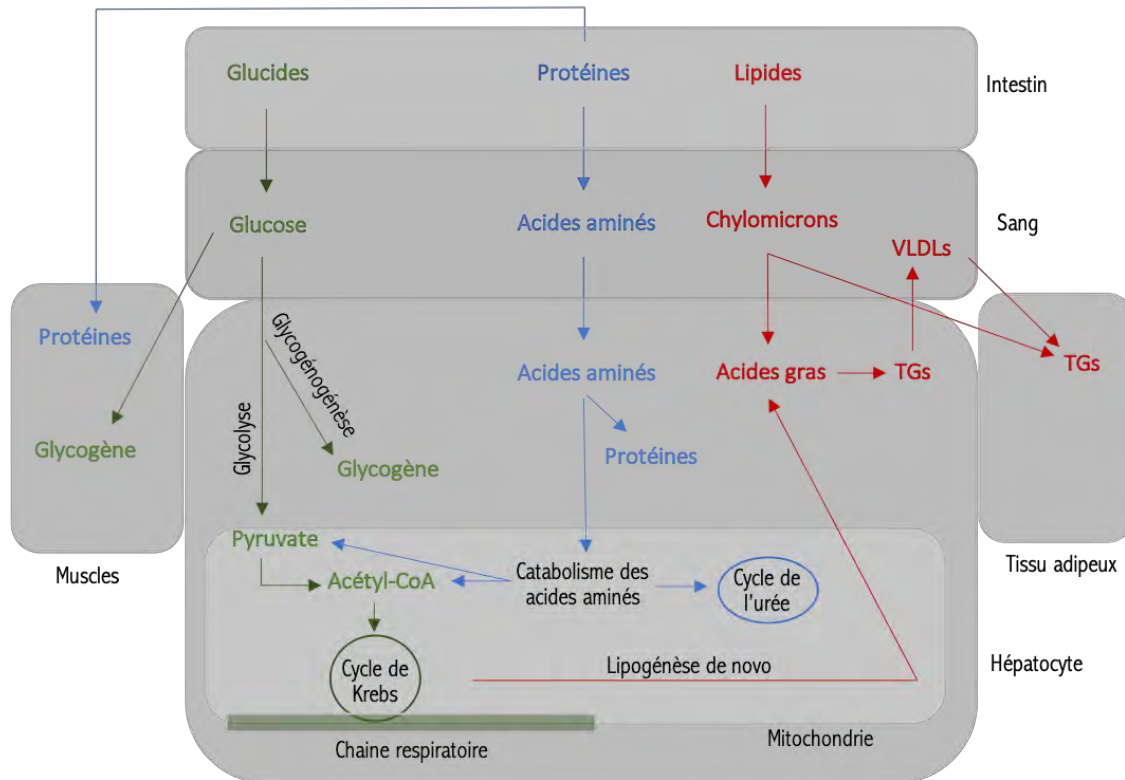 Glucides
Protéines
Lipides
Intestin
Glucose
Acides aminés
Chylomicrons
Sang
VLDLs
Protéines
Glycogénogénèse
Acides aminés
Acides gras
TGs
TGs
Glycolyse
Glycogène
Glycogène
Protéines
Pyruvate
Muscles
Tissu adipeux
Acétyl-CoA
Catabolisme des
acides aminés
Cycle de
l'urée
Cycle de
Krebs
Lipogénèse de novo
Hépatocyte
Chaine respiratoire
Mitochondrie